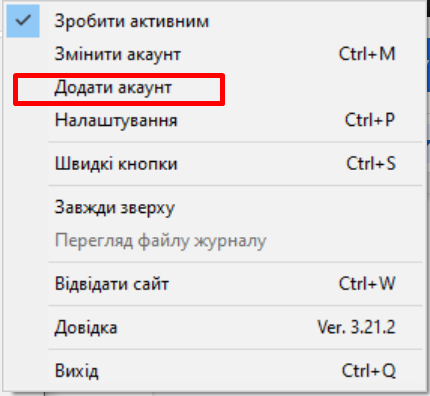 Зробити активним
Змінити акаунт Ctrl+M
Додати акаунт
Налаштування Ctrl+P
Швидкі кнопки Ctrl+S
Завжди зверху
Перегляд файлу журналу
Відвідати сайт Ctrl+W
Довідка Ver. 3.21.2
Вихід Ctrl+Q